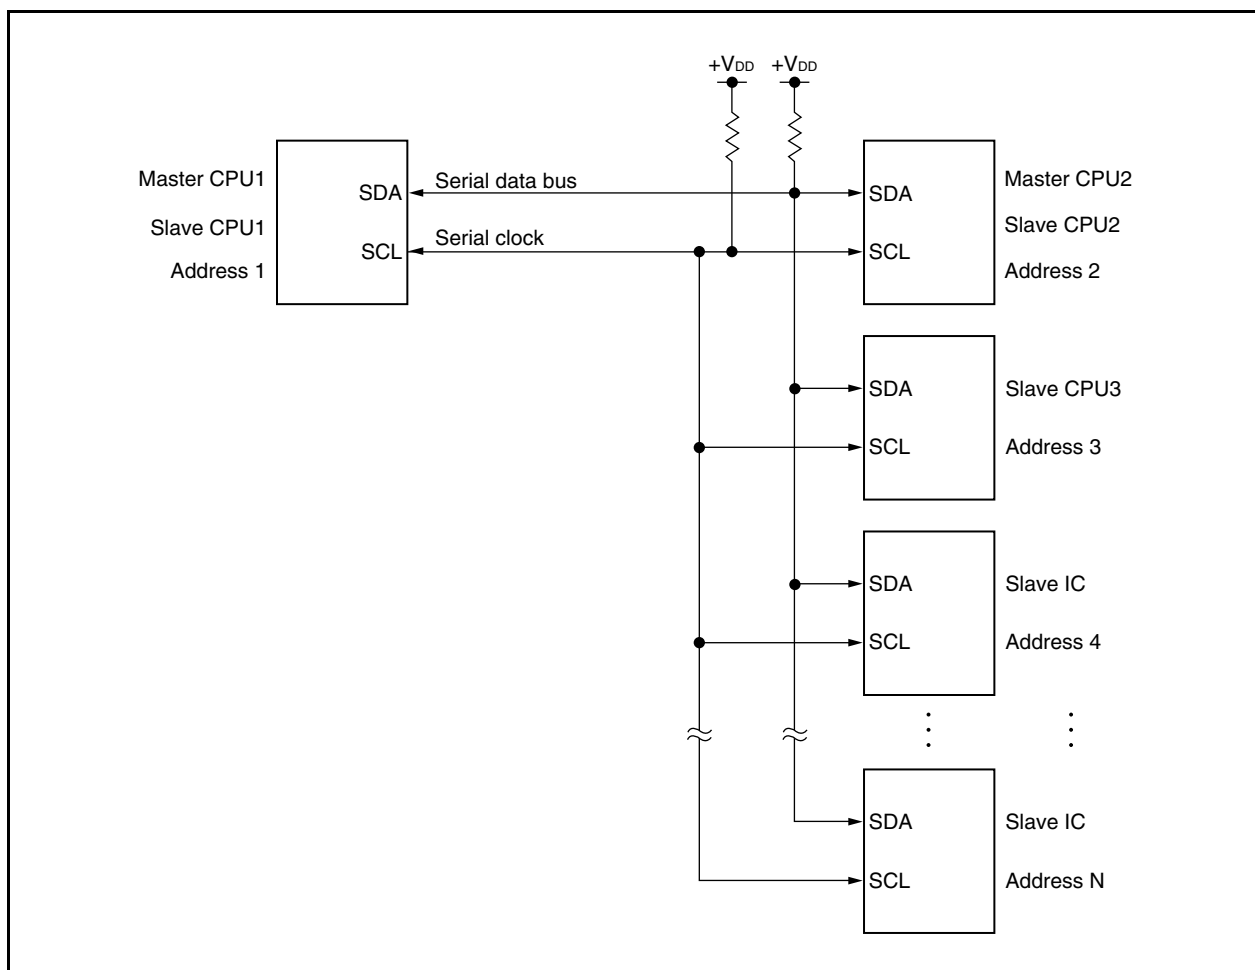 +VDD +VDD
Master CPU1
Slave CPU1
Address 1
SDA
SCL
Serial data bus
Serial clock
SDA
SCL
Master CPU2
Slave CPU2
Address 2
SDA
SCL
Slave CPU3
Address 3
SDA
SCL
Slave IC
Address 4
SDA
SCL
Slave IC
Address N